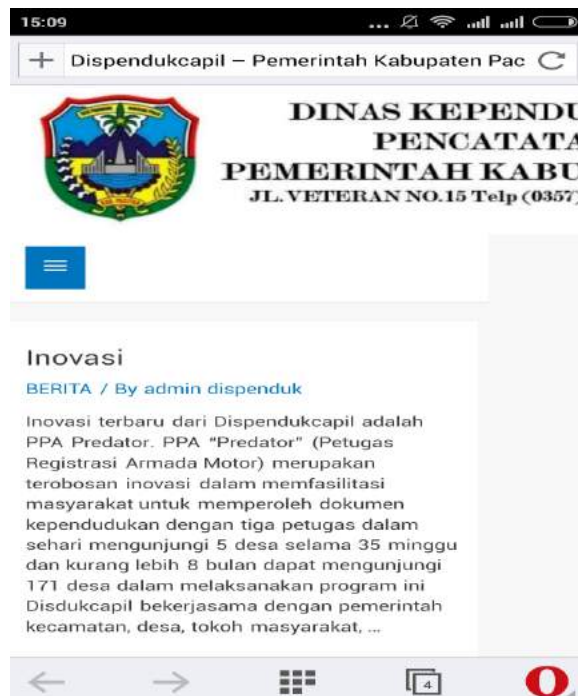 15:09
Dispendukcapil – Pemerintah Kabupaten Pac
DINAS KEPENDU
PENCATATA
PEMERINTAH KABU
JL. VETERAN NO.15 Telp (0357)
Inovasi
BERITA / By admin dispenduk
Inovasi terbaru dari Dispendukcapil adalah
PPA Predator. PPA “Predator” (Petugas
Registrasi Armada Motor) merupakan
terobosan inovasi dalam memfasilitasi
masyarakat untuk memperoleh dokumen
kependudukan dengan tiga petugas dalam
sehari mengunjungi 5 desa selama 35 minggu
dan kurang lebih 8 bulan dapat mengunjungi
171 desa dalam melaksanakan program ini
Disdukcapil bekerjasama dengan pemerintah
kecamatan, desa, tokoh masyarakat, ...
4